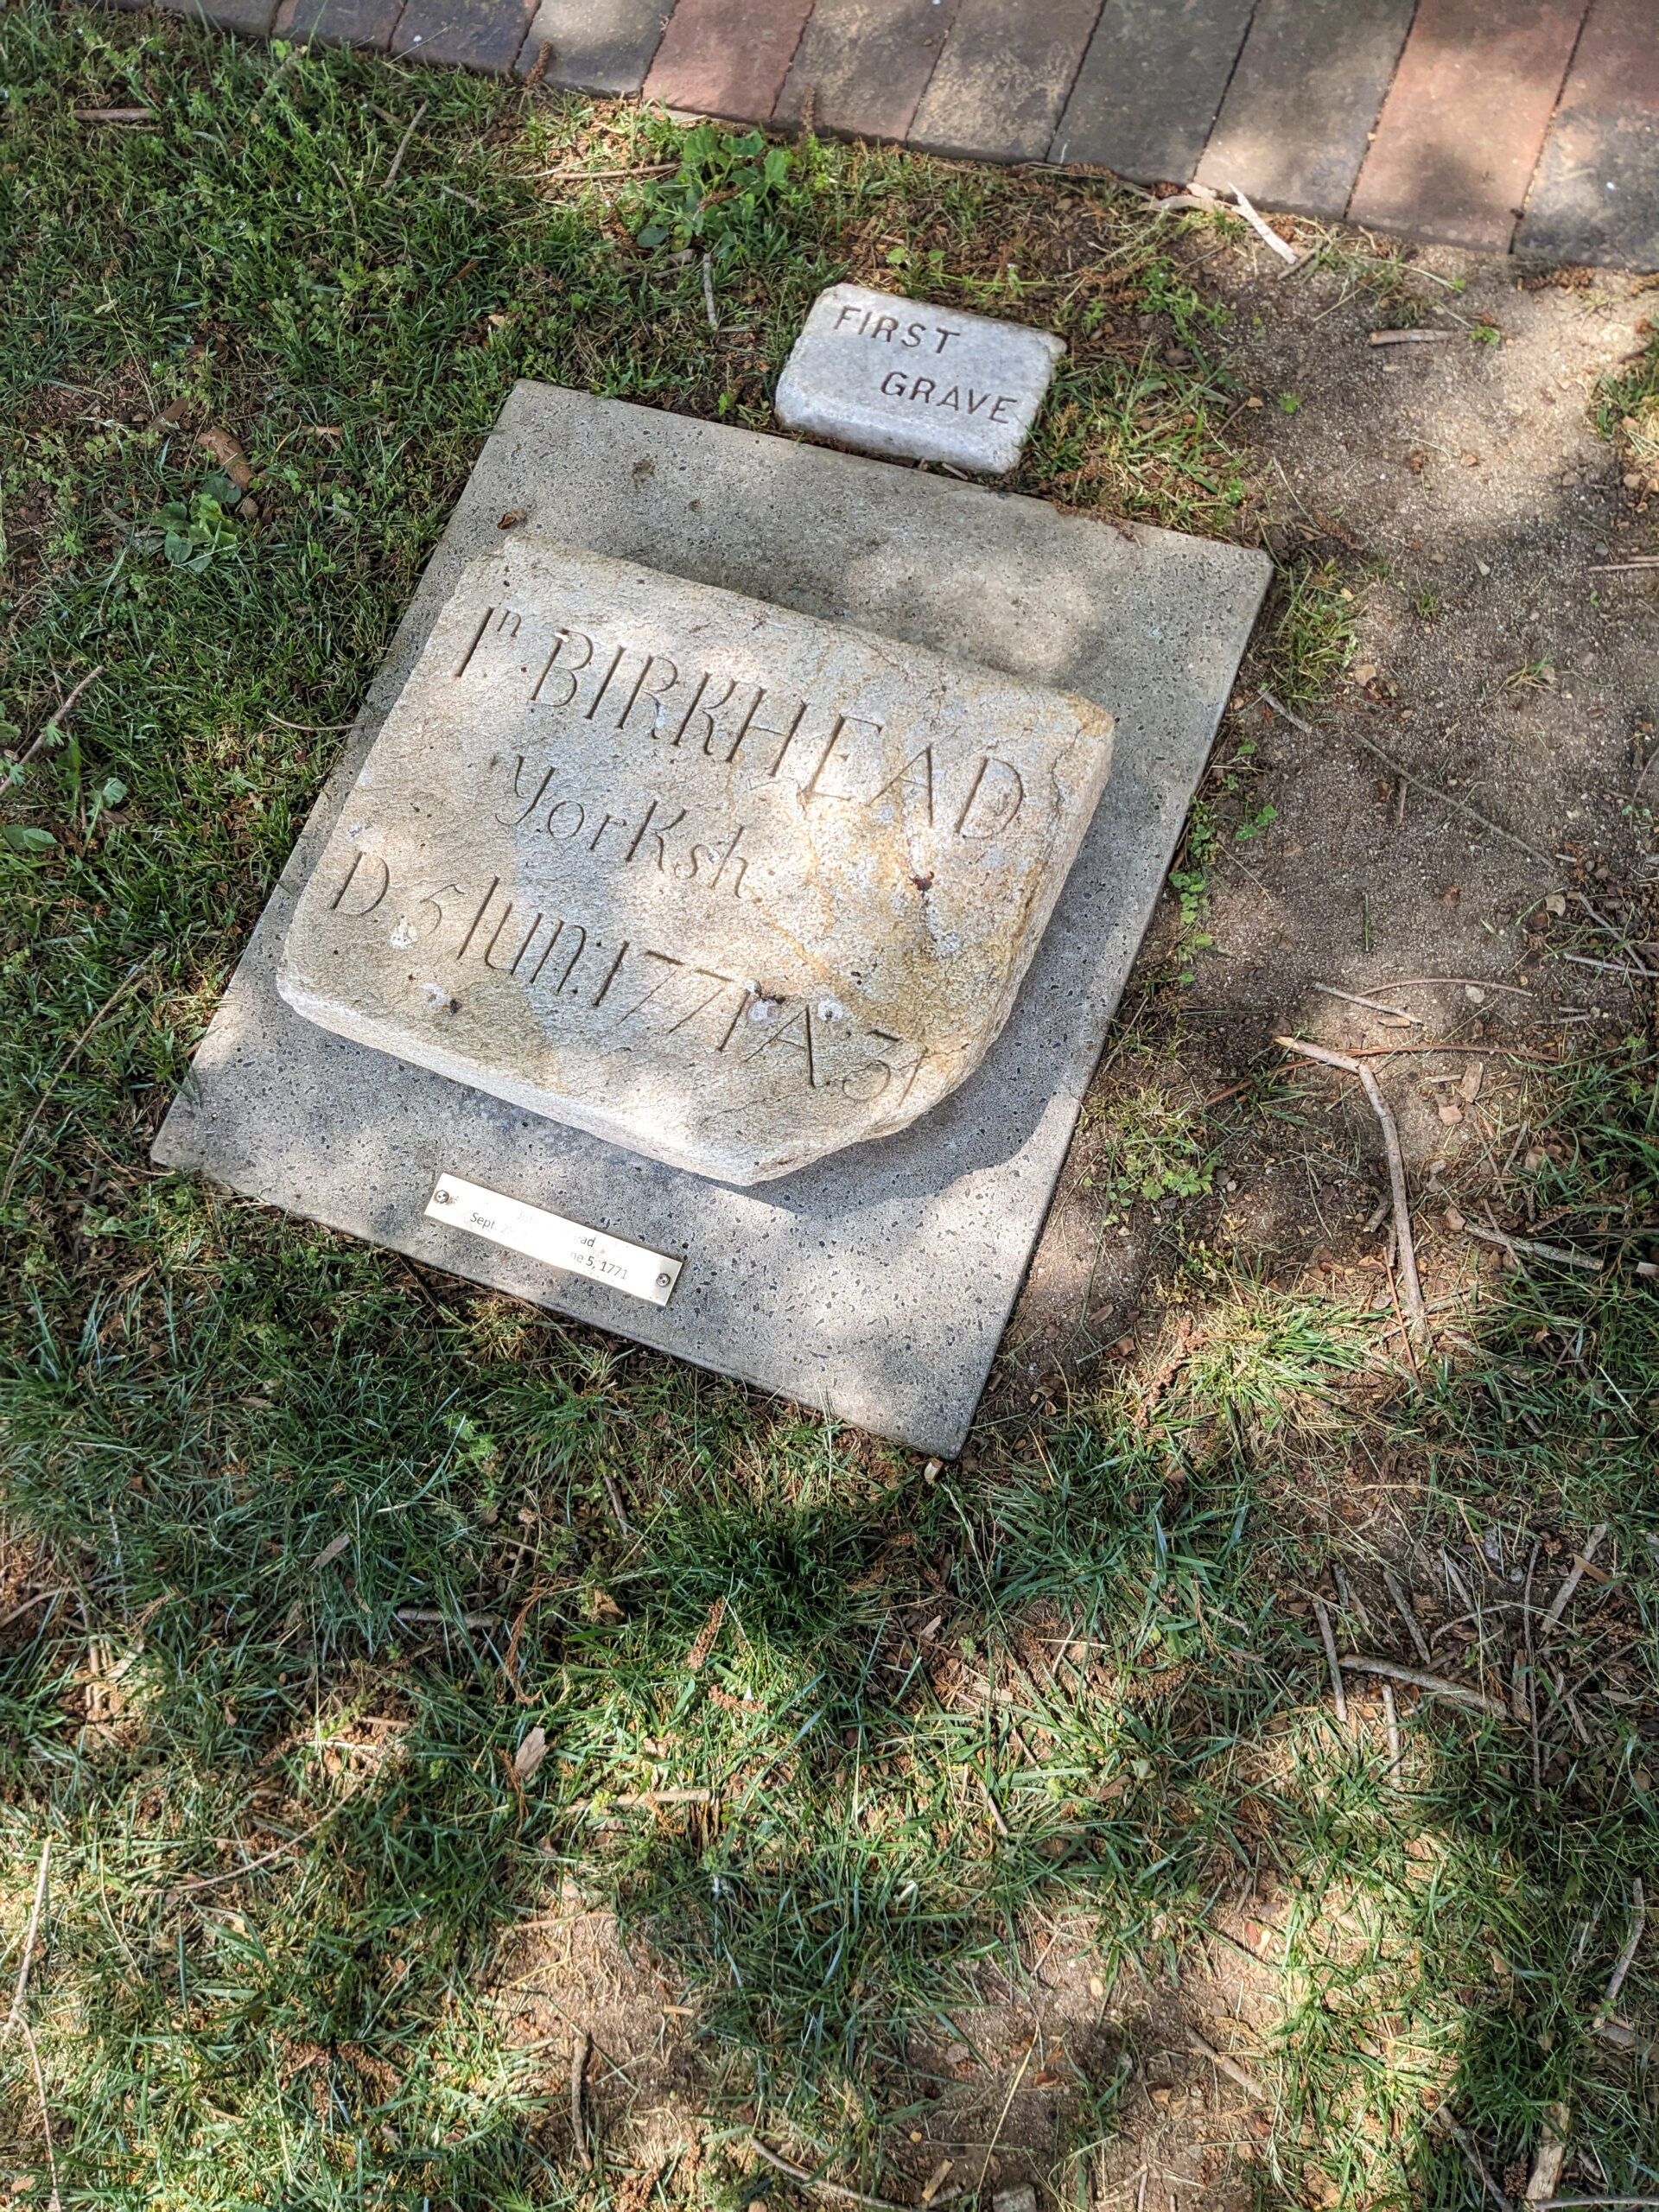 FIRST
GRAVE
Iⁿ BIRKHEAD
YorKsh
D 5 Iun:1771 A:31
Sept. ead
ne 5, 1771